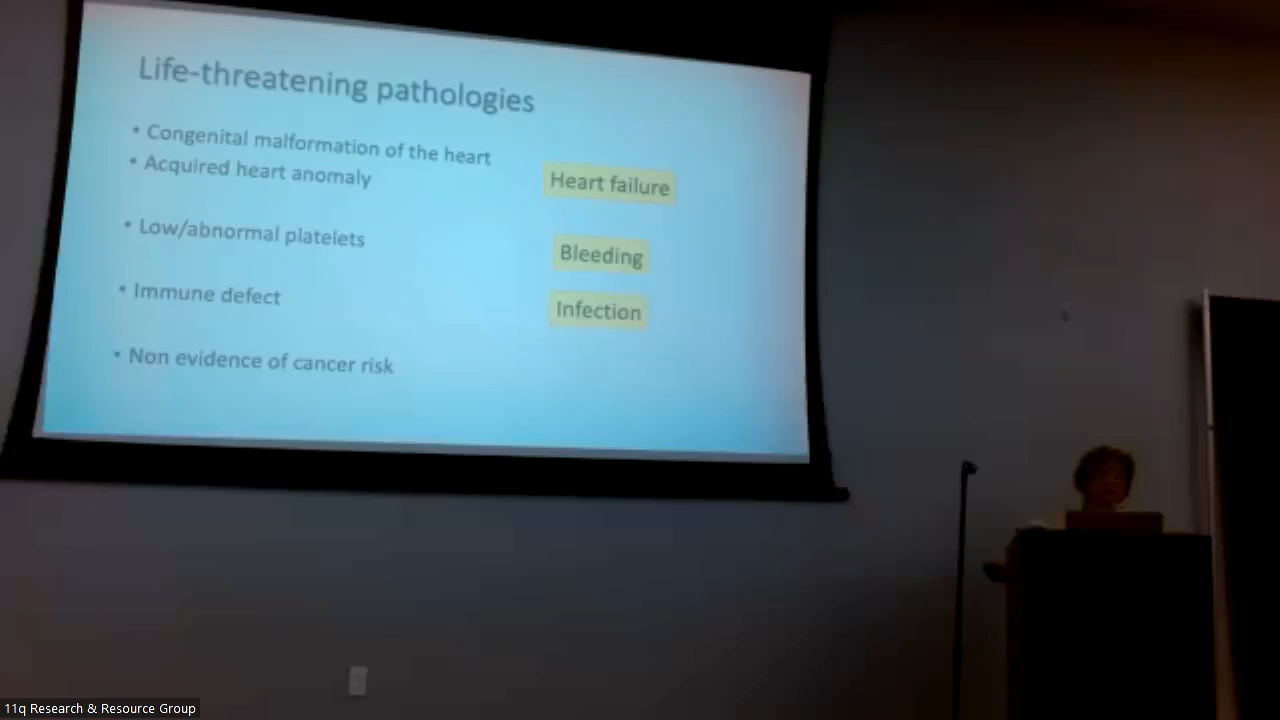 Life-threatening pathologies
• Congenital malformation of the heart
• Acquired heart anomaly
Heart failure
• Low/abnormal platelets
Bleeding
• Immune defect
Infection
• Non evidence of cancer risk
11q Research & Resource Group